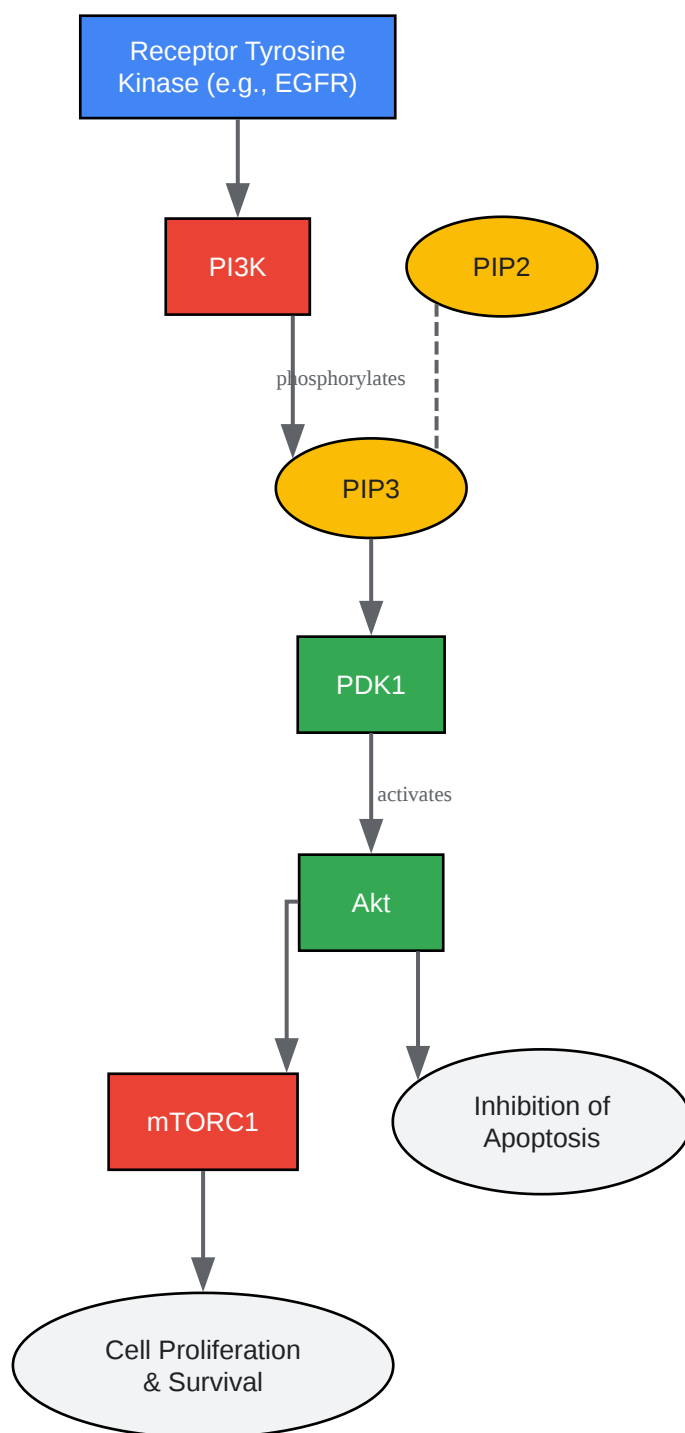 Receptor Tyrosine
Kinase (e.g., EGFR)
PI3K
PIP2
phosphorylates
PIP3
PDK1
activates
Akt
mTORC1
Inhibition of
Apoptosis
Cell Proliferation
& Survival